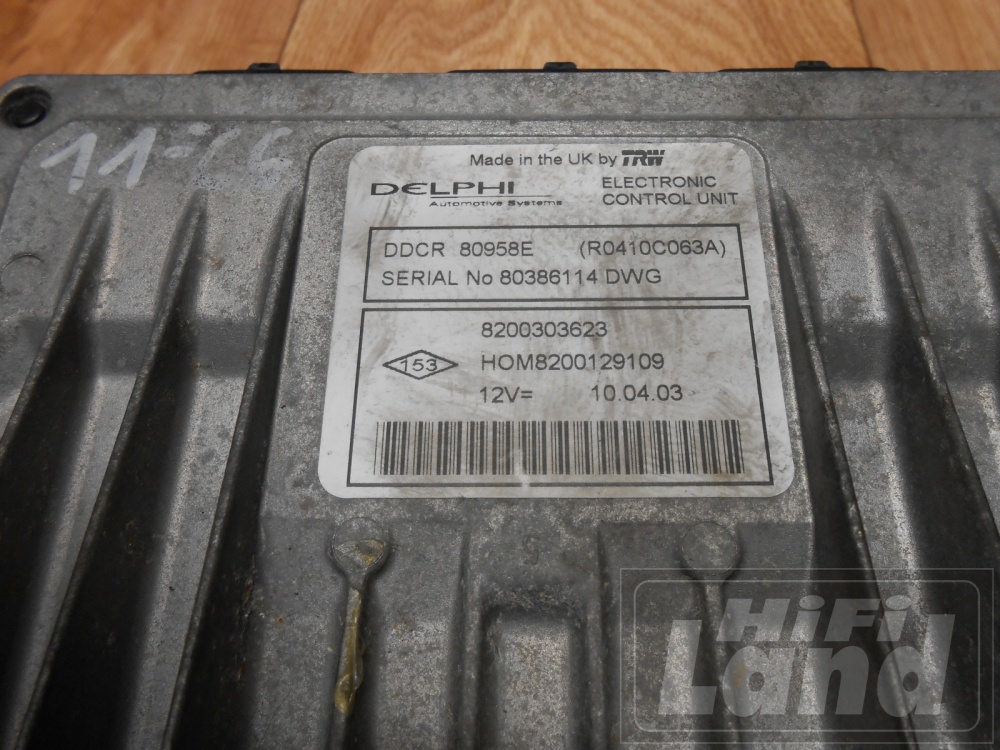 Made in the UK by TRW
DELPHI
Automotive Systems
ELECTRONIC
CONTROL UNIT
DDCR 80958E (R0410C063A)
SERIAL No 80386114 DWG
8200303623
153
HOM8200129109
12V= 10.04.03
HiFi
Land